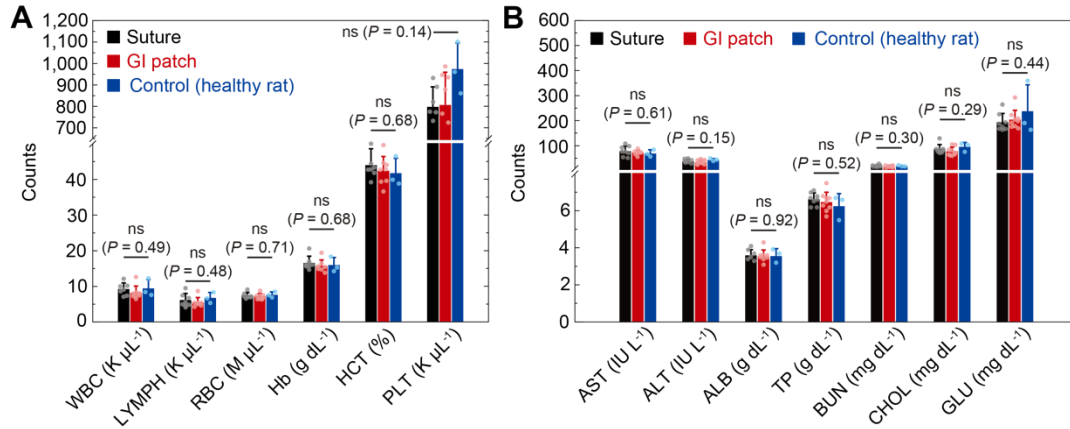 A
1,200
1,100
1,000
900
800
700
40
30
20
10
0
Counts
Suture
GI patch
Control (healthy rat)
ns
(P = 0.49)
ns
(P = 0.48)
ns
(P = 0.71)
ns
(P = 0.68)
ns
(P = 0.68)
ns (P = 0.14)
WBC (K µL⁻¹)
LYMPH (K µL⁻¹)
RBC (M µL⁻¹)
Hb (g dL⁻¹)
HCT (%)
PLT (K µL⁻¹)
B
600
500
400
300
200
100
6
4
2
0
Counts
Suture GI patch Control (healthy rat)
ns
(P = 0.61)
ns
(P = 0.15)
ns
(P = 0.92)
ns
(P = 0.52)
ns
(P = 0.30)
ns
(P = 0.29)
ns
(P = 0.44)
AST (IU L⁻¹)
ALT (IU L⁻¹)
ALB (g dL⁻¹)
TP (g dL⁻¹)
BUN (mg dL⁻¹)
CHOL (mg dL⁻¹)
GLU (mg dL⁻¹)